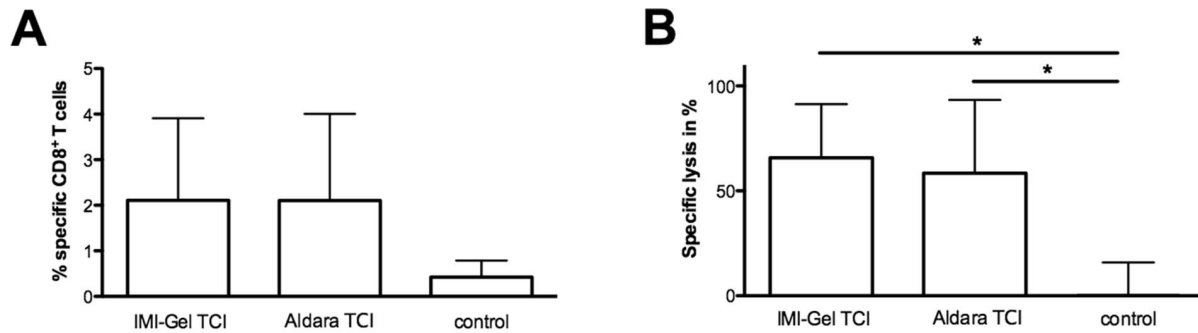 A
% specific CD8⁺ T cells
5
4
3
2
1
0
IMI-Gel TCI Aldara TCI control
B
* 
*
Specific lysis in %
100
50
0
IMI-Gel TCI Aldara TCI control